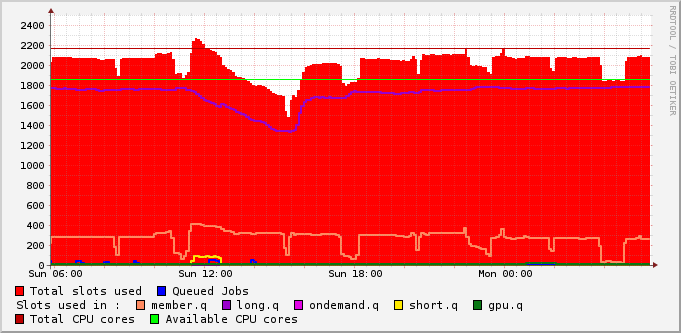 RRDTOOL / TOBI OETIKER
2400
2200
2000
1800
1600
1400
1200
1000
800
600
400
200
0
Sun 06:00 Sun 12:00 Sun 18:00 Mon 00:00
Total slots used Queued Jobs
Slots used in : member.q long.q ondemand.q short.q gpu.q
Total CPU cores Available CPU cores